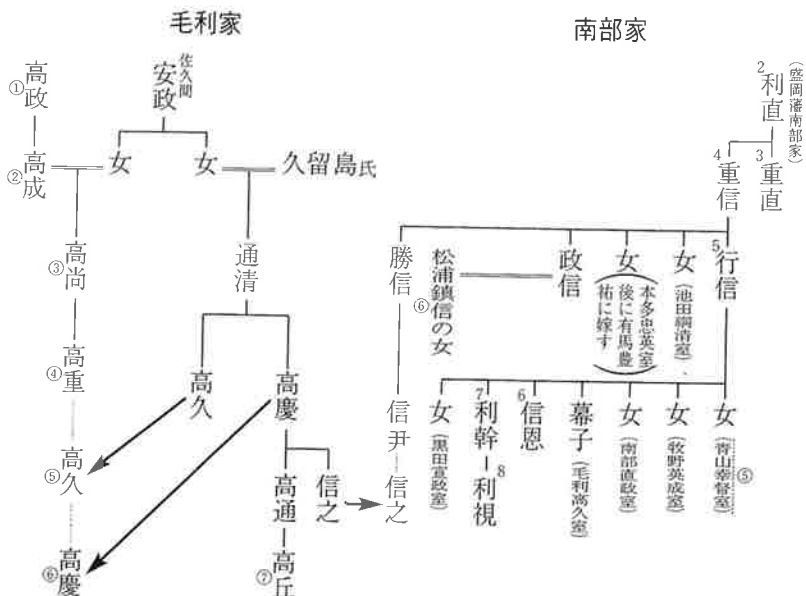 毛利家
南部家
① 高政
佐久間
安政
② 高成
女
女
久留島氏
③ 高尚
通清
④ 高重
高久
高慶
⑤ 高久
⑥ 高慶
高通
⑦ 高丘
信之
(盛岡藩南部家)
2 利直
3 重直
4 重信
5 行信
女 (池田綱清室)
女 (本多忠英室 後に有馬豊祐に嫁す)
政信
松浦鎮信の女 ⑥
勝信
信尹
信之
女 (青山幸督室) ⑤
女 (牧野英成室)
女 (南部直政室)
幕子 (毛利高久室)
6 信恩
7 利幹
8 利視
女 (黒田宣政室)